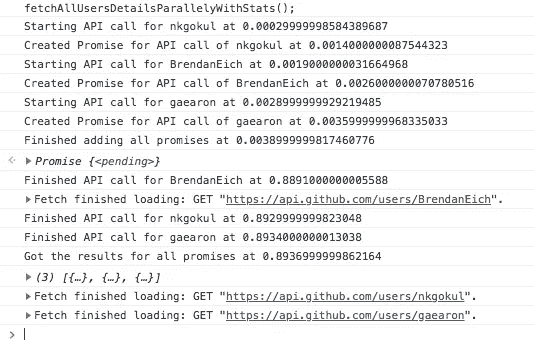 fetchAllUsersDetailsParallelyWithStats();
Starting API call for nkgokul at 0.00029999998584389687
Created Promise for API call of nkgokul at 0.0014000000087544323
Starting API call for BrendanEich at 0.0019000000031664968
Created Promise for API call of BrendanEich at 0.0026000000070780516
Starting API call for gaearon at 0.0028999999929219485
Created Promise for API call of gaearon at 0.0035999999968335033
Finished adding all promises at 0.0038999999817460776
Promise {<pending>}
Finished API call for BrendanEich at 0.8891000000005588
Fetch finished loading: GET "https://api.github.com/users/BrendanEich".
Finished API call for nkgokul at 0.8929999999823048
Finished API call for gaearon at 0.8934000000013038
Got the results for all promises at 0.8936999999862164
(3) [{…}, {…}, {…}]
Fetch finished loading: GET "https://api.github.com/users/nkgokul".
Fetch finished loading: GET "https://api.github.com/users/gaearon".